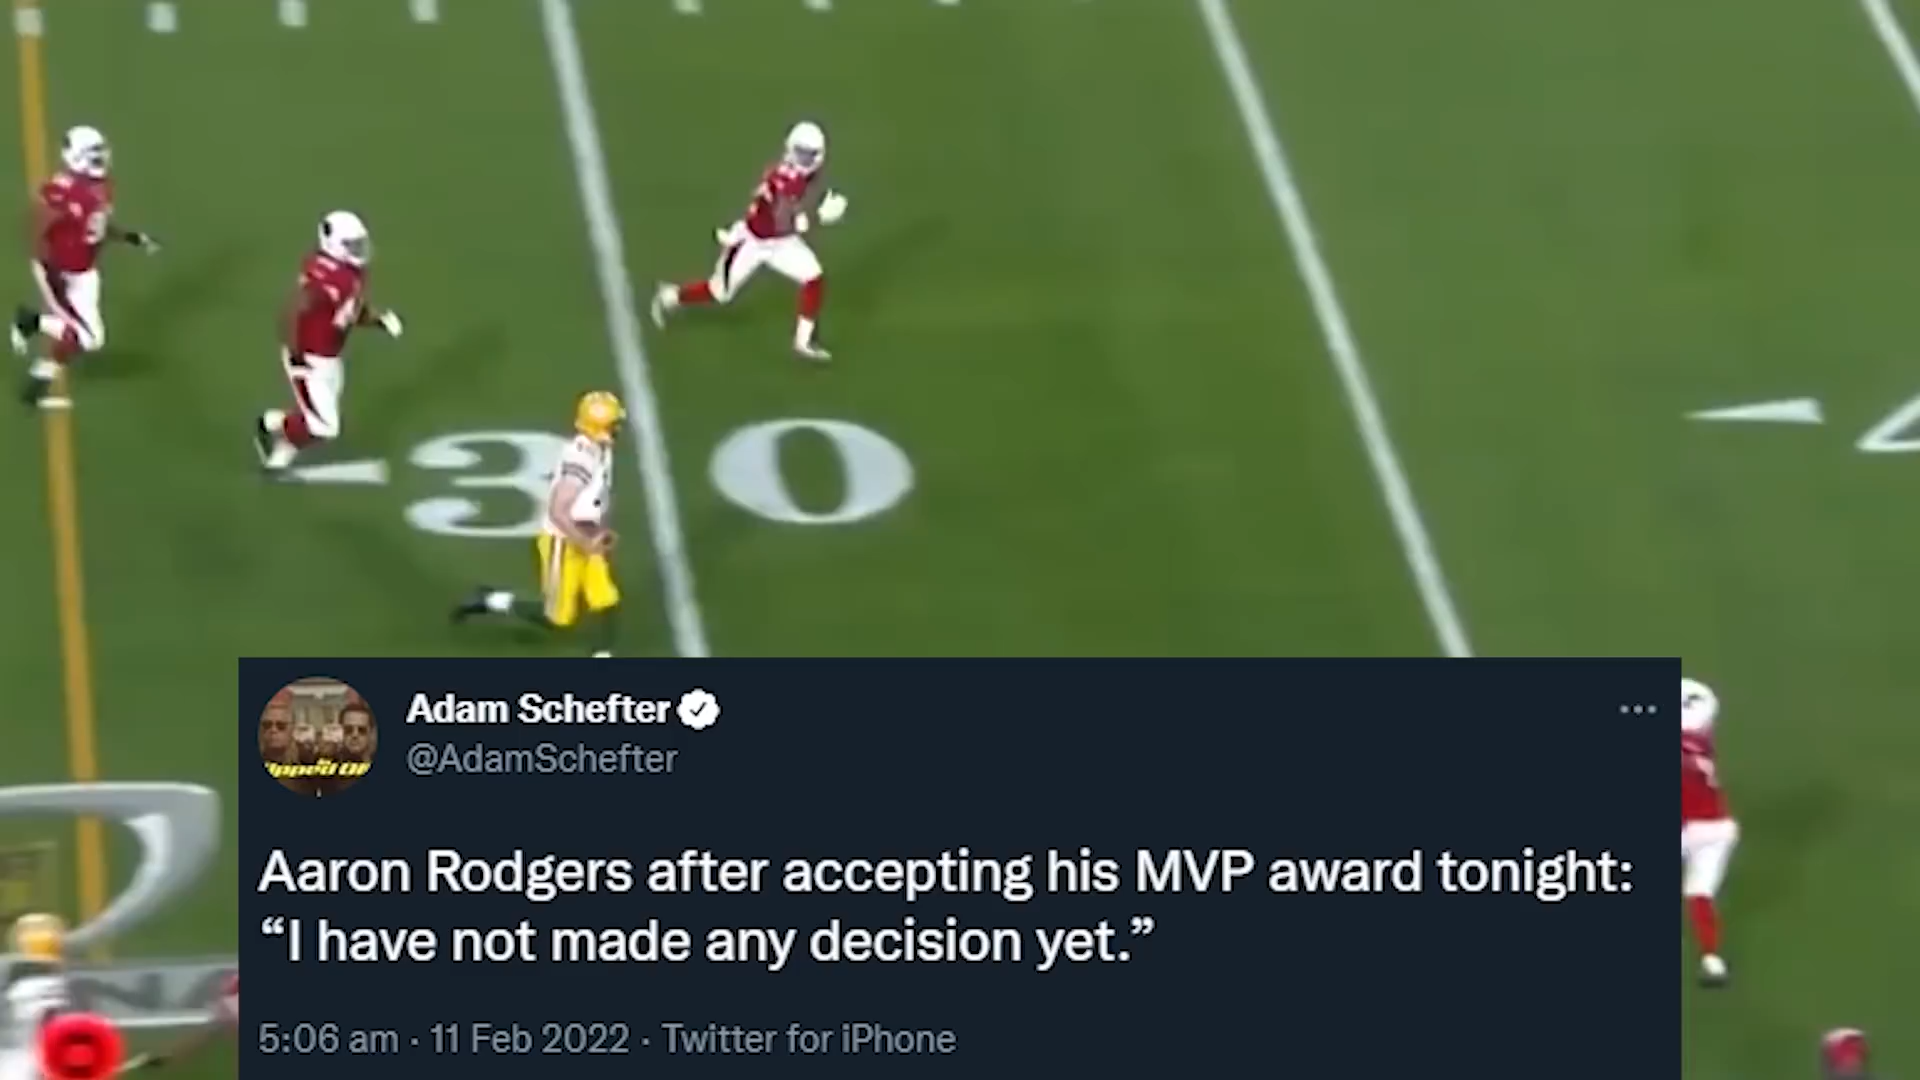 30
Adam Schefter
@AdamSchefter
Aaron Rodgers after accepting his MVP award tonight:
“I have not made any decision yet.”
5:06 am · 11 Feb 2022 · Twitter for iPhone